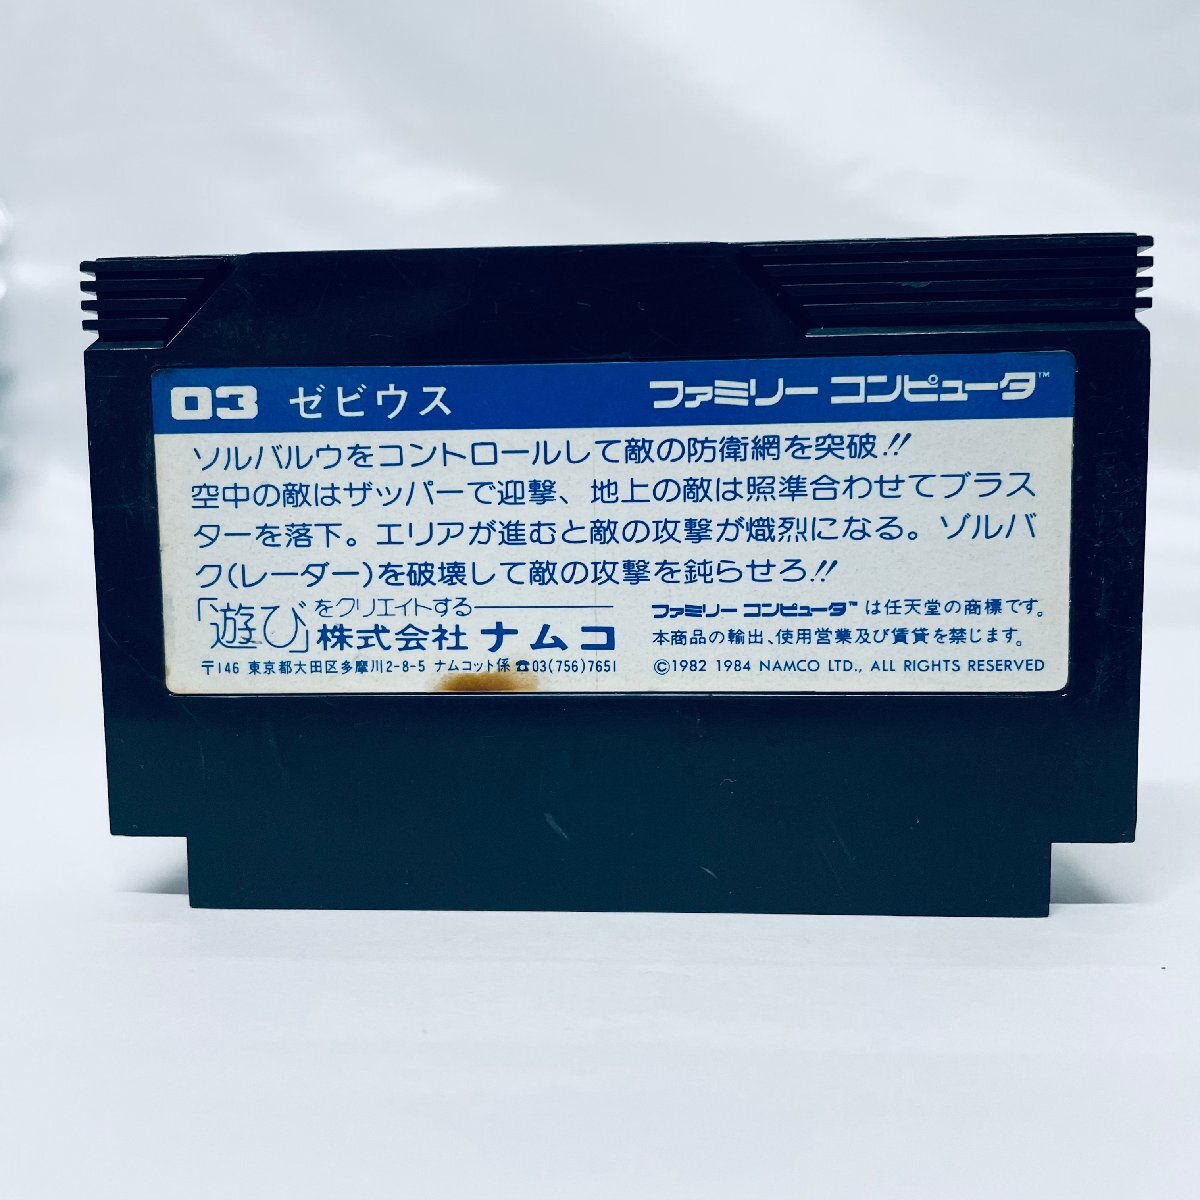 03 ゼビウス ファミリー コンピュータ™
ソルバルウをコントロールして敵の防衛網を突破!!
空中の敵はザッパーで迎撃、地上の敵は照準合わせてブラス
ターを落下。エリアが進むと敵の攻撃が熾烈になる。ゾルバ
ク(レーダー)を破壊して敵の攻撃を鈍らせろ!!
「遊び」をクリエイトする
株式会社 ナムコ
〒146 東京都大田区多摩川2-8-5 ナムコット係 ☎03(756)7651
ファミリー コンピュータ™ は任天堂の商標です。
本商品の輸出、使用営業及び賃貸を禁じます。
©1982 1984 NAMCO LTD., ALL RIGHTS RESERVED